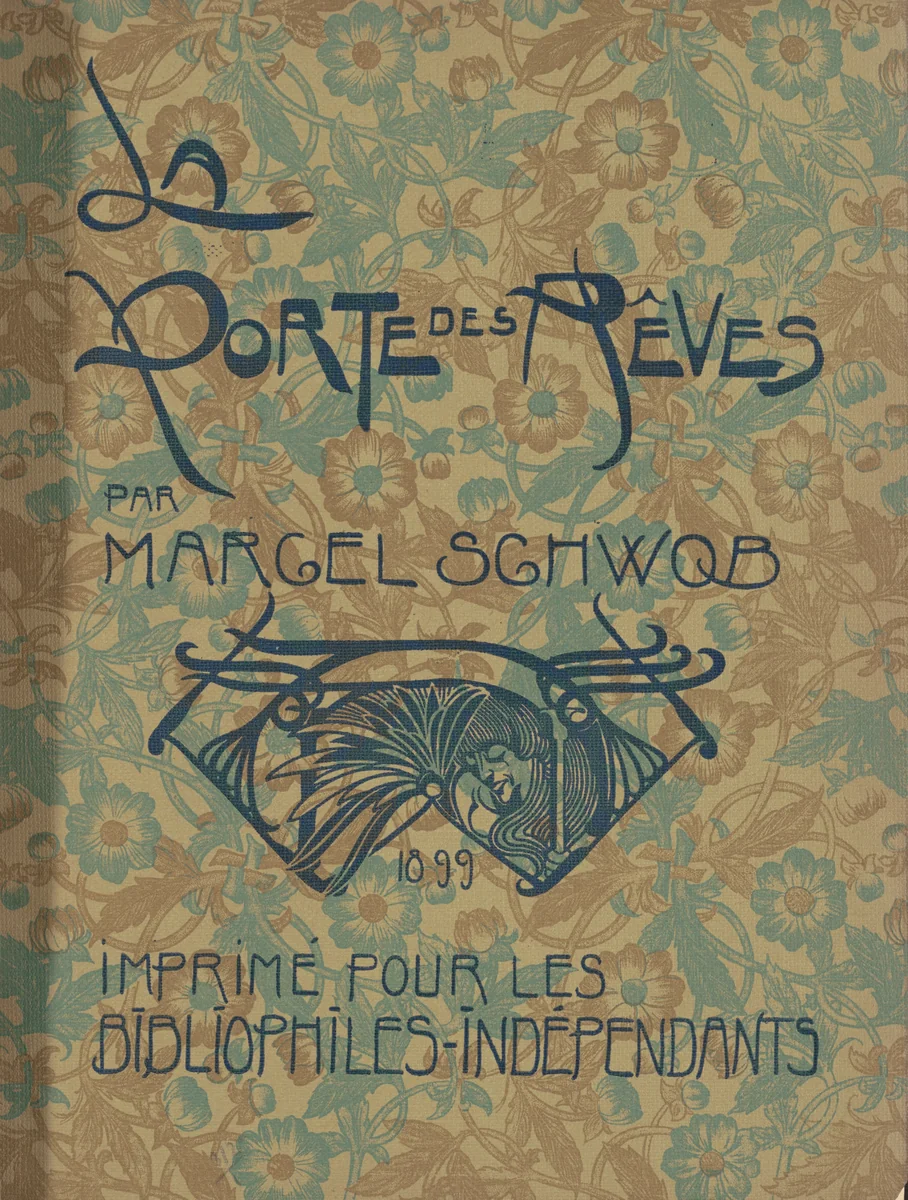 La
PORTE DES RÊVES
PAR
MARCEL SCHWOB
1899
iMPRiMÉ POUR LES
BiBLiOPHiLES-iNDÉPENDANTS